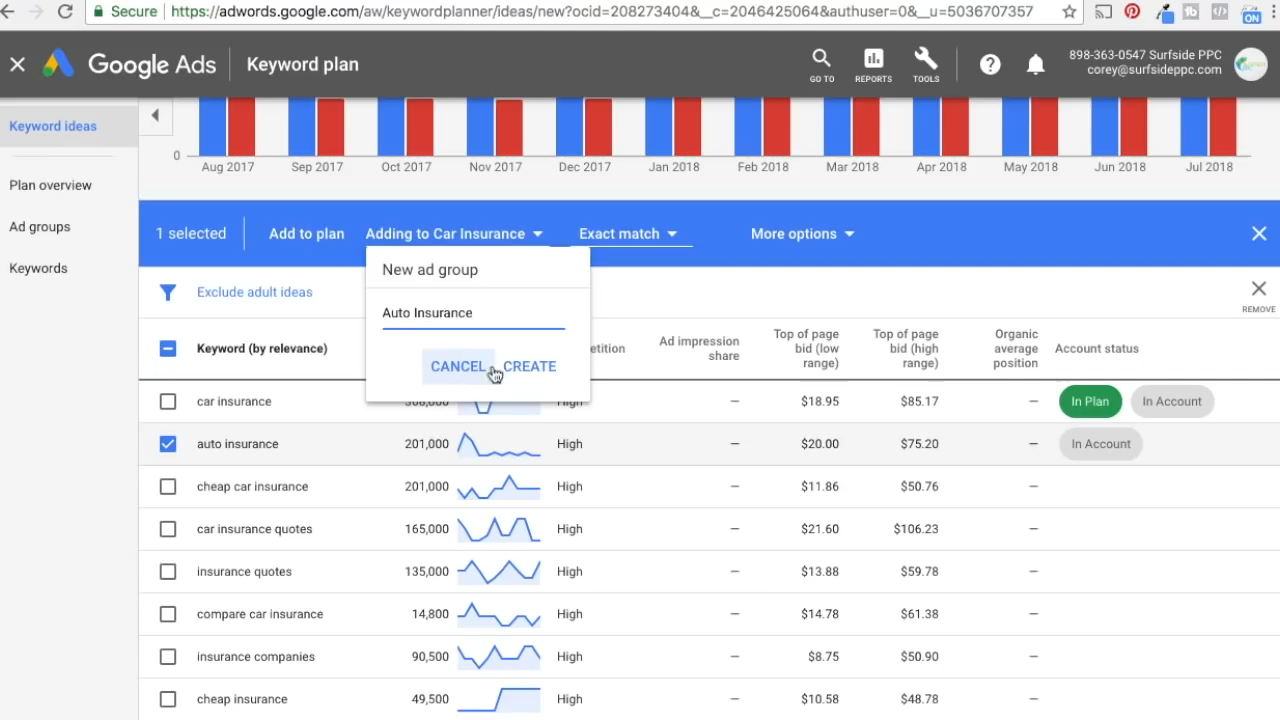 Secure https://adwords.google.com/aw/keywordplanner/ideas/new?ocid=208273404&__c=2046425064&authuser=0&__u=5036707357
ON
Google Ads Keyword plan
GO TO REPORTS TOOLS
898-363-0547 Surfside PPC
corey@surfsideppc.com
Keyword ideas
Plan overview
Ad groups
Keywords
0
Aug 2017 Sep 2017 Oct 2017 Nov 2017 Dec 2017 Jan 2018 Feb 2018 Mar 2018 Apr 2018 May 2018 Jun 2018 Jul 2018
1 selected Add to plan Adding to Car Insurance Exact match More options
New ad group
Auto Insurance
CANCEL CREATE
Exclude adult ideas
REMOVE
Keyword (by relevance)
etition
Ad impression
share
Top of page
bid (low
range)
Top of page
bid (high
range)
Organic
average
position
Account status
car insurance High – $18.95 $85.17 – In Plan In Account
auto insurance 201,000 High – $20.00 $75.20 – In Account
cheap car insurance 201,000 High – $11.86 $50.76 –
car insurance quotes 165,000 High – $21.60 $106.23 –
insurance quotes 135,000 High – $13.88 $59.78 –
compare car insurance 14,800 High – $14.78 $61.38 –
insurance companies 90,500 High – $8.75 $50.90 –
cheap insurance 49,500 High – $10.58 $48.78 –